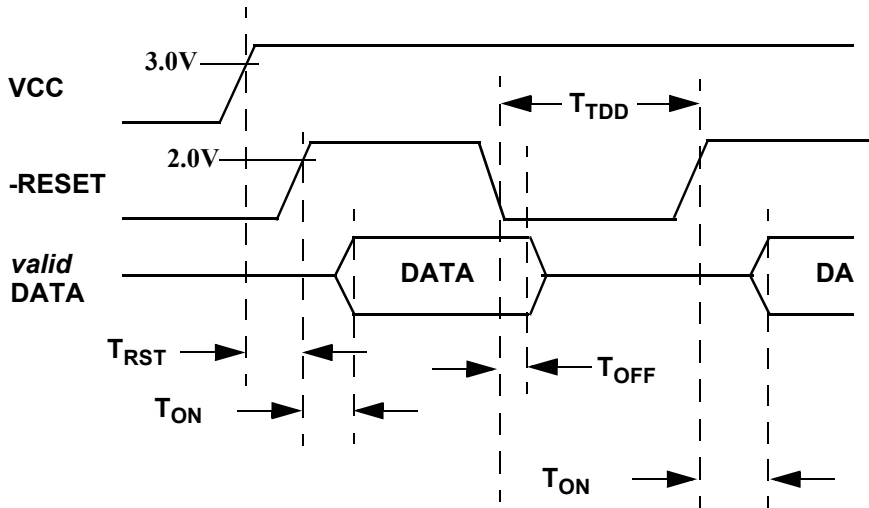 3.0V
VCC
T_TDD
2.0V
-RESET
valid
DATA
DATA
DA
T_RST
T_OFF
T_ON
T_ON